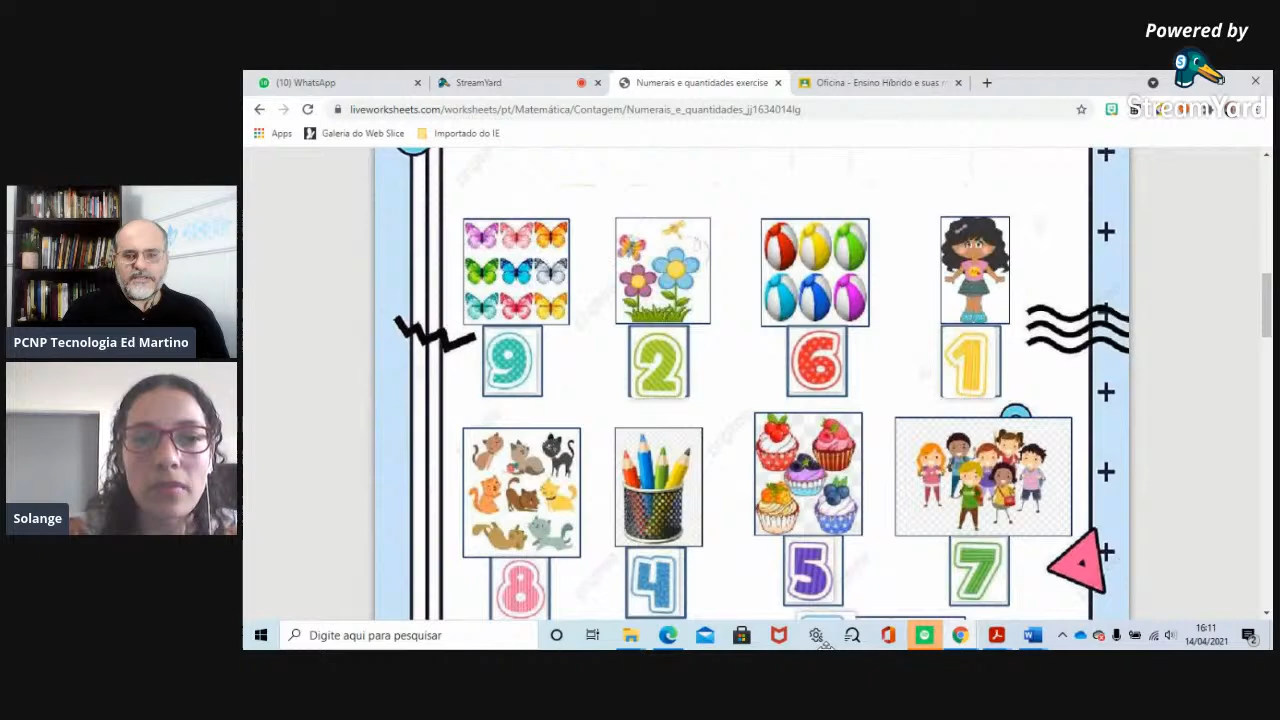 Powered by
StreamYard
(10) WhatsApp
StreamYard
Numerais e quantidades exercise
Oficina - Ensino Híbrido e suas
liveworksheets.com/worksheets/pt/Matemática/Contagem/Numerais_e_quantidades_jj1634014lg
Apps
Galeria do Web Slice
Importado do IE
9
2
6
1
8
4
5
7
PCNP Tecnologia Ed Martino
Solange
Digite aqui para pesquisar
16:11
14/04/2021
2